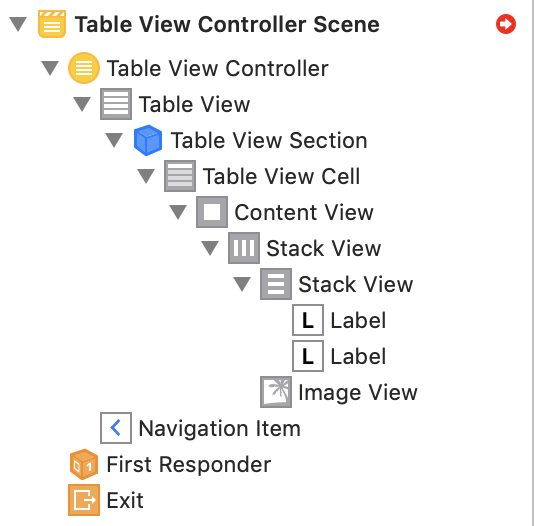 Table View Controller Scene
Table View Controller
Table View
Table View Section
Table View Cell
Content View
Stack View
Stack View
L Label
L Label
Image View
Navigation Item
First Responder
Exit